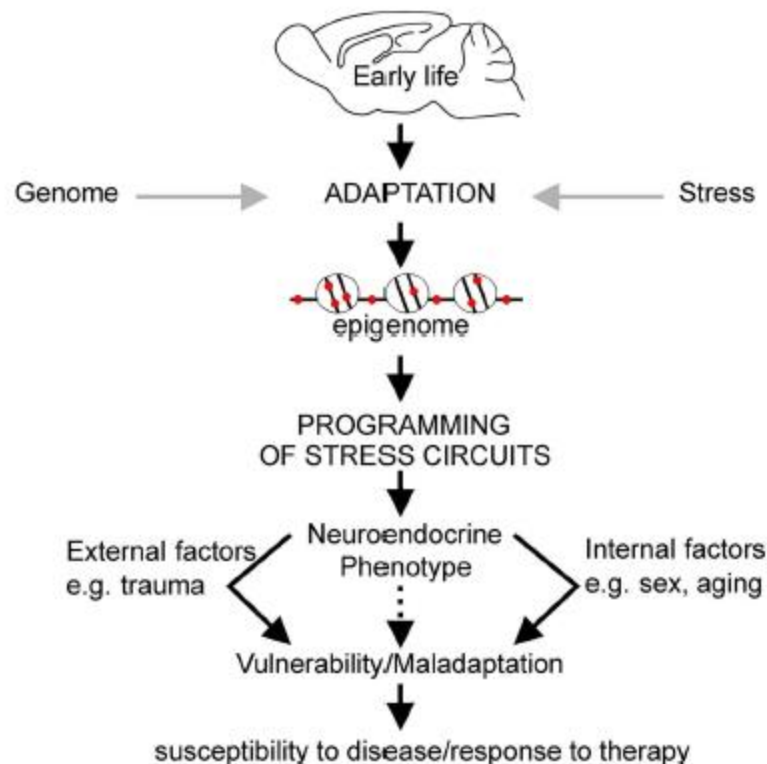 Early life
Genome
ADAPTATION
Stress
epigenome
PROGRAMMING
OF STRESS CIRCUITS
External factors
e.g. trauma
Neuroendocrine
Phenotype
Internal factors
e.g. sex, aging
Vulnerability/Maladaptation
susceptibility to disease/response to therapy